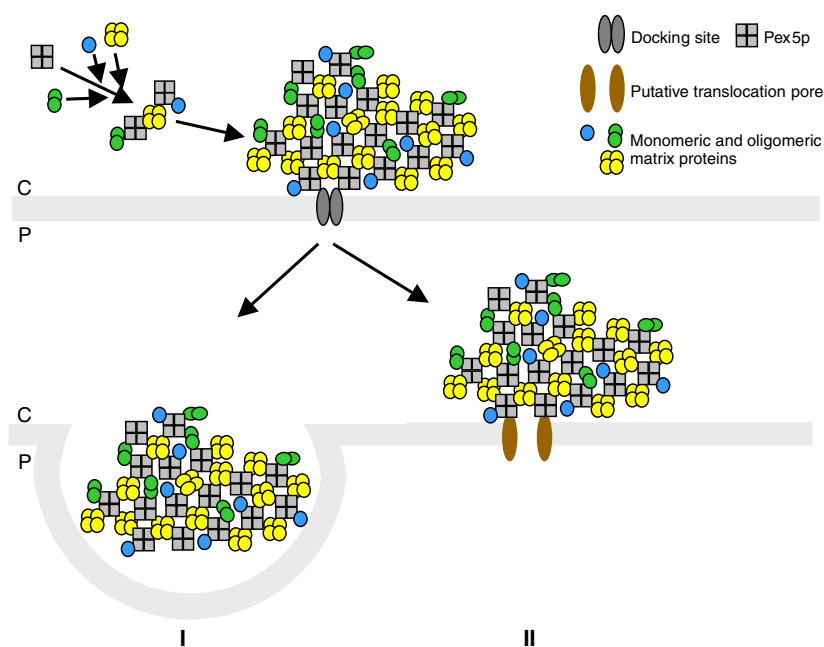 Docking site
Pex5p
Putative translocation pore
Monomeric and oligomeric
matrix proteins
C
P
C
P
I
II